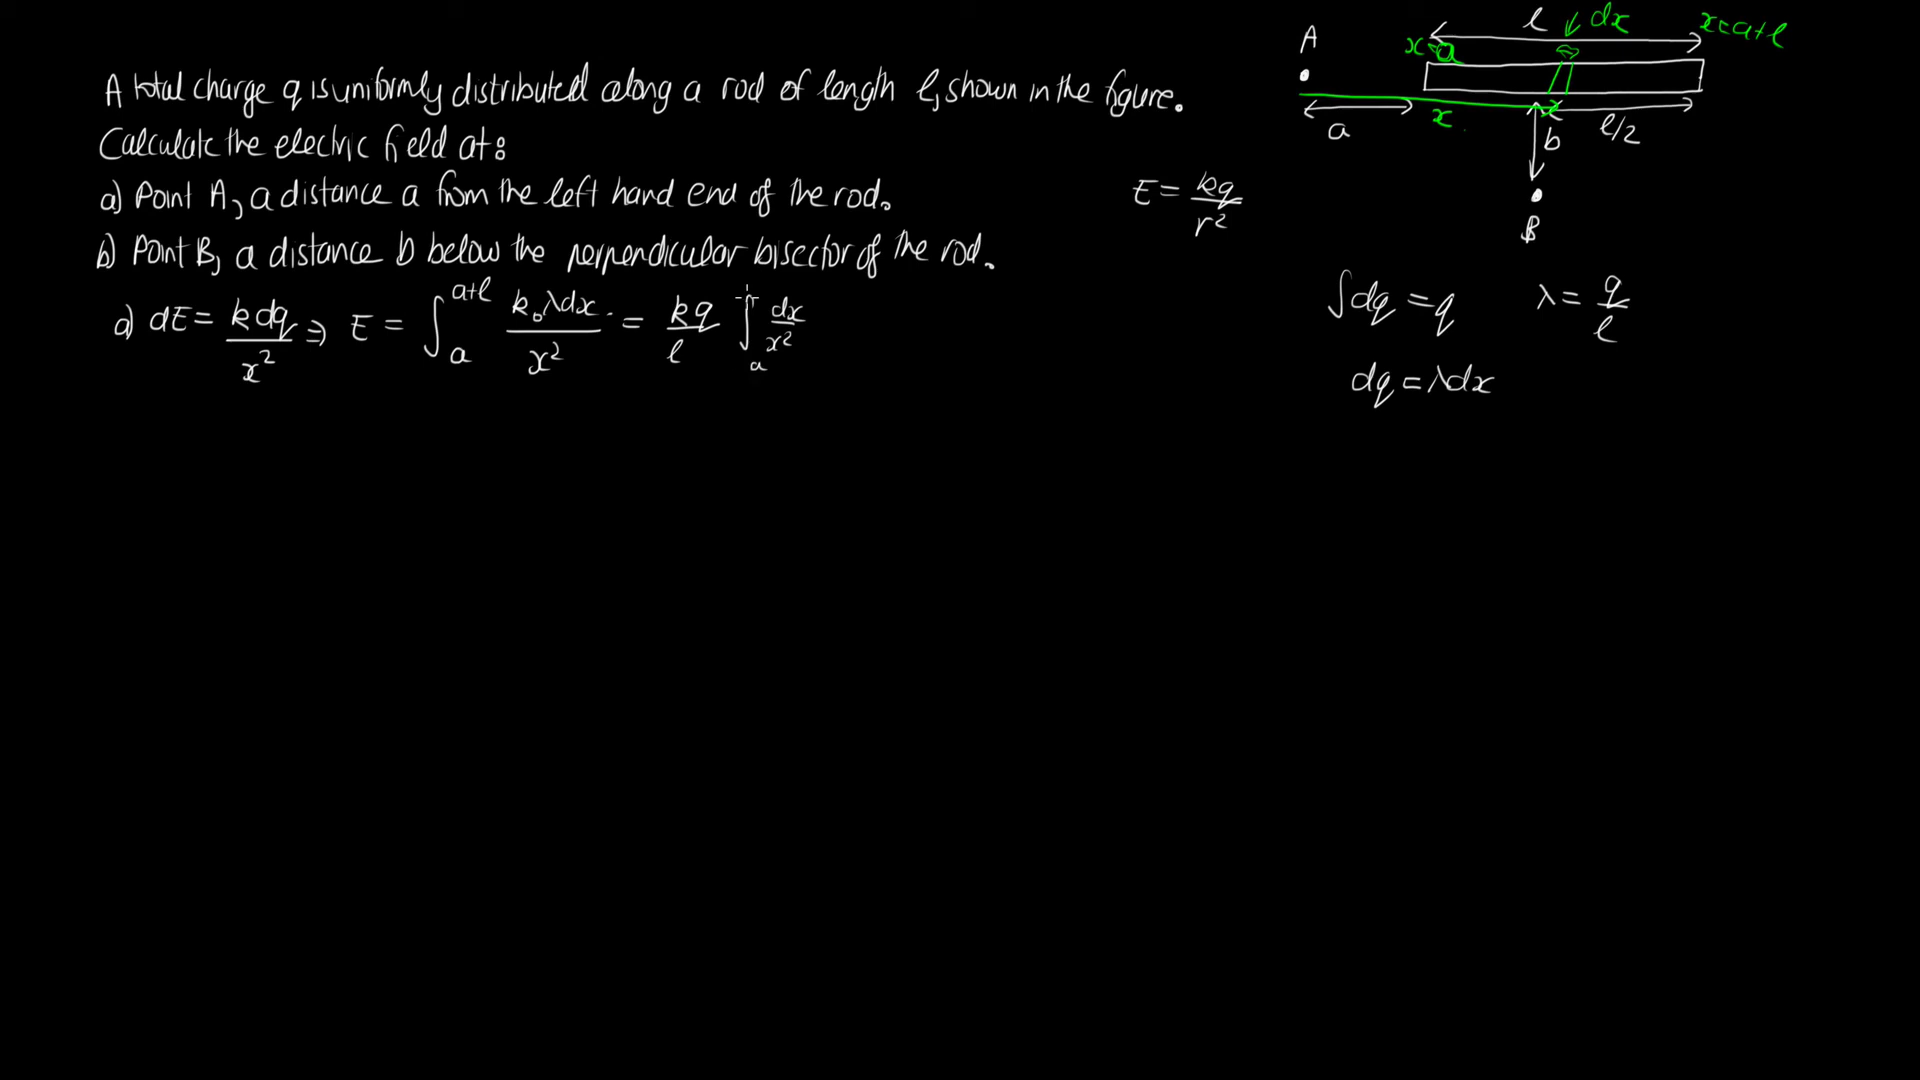 A total charge q is uniformly distributed along a rod of length ℓ, shown in the figure.
Calculate the electric field at:
a) Point A, a distance a from the left hand end of the rod.
b) Point B, a distance b below the perpendicular bisector of the rod.
a) dE = k dq / x² ⇒ E = ∫ₐ^(a+ℓ) k·λdx / x² = kq/ℓ ∫ₐ dx/x²
E = kq / r²
ℓ
dx
x=a+ℓ
A
x=a
a
x
x
b
ℓ/2
B
∫dq = q
λ = q/ℓ
dq = λdx